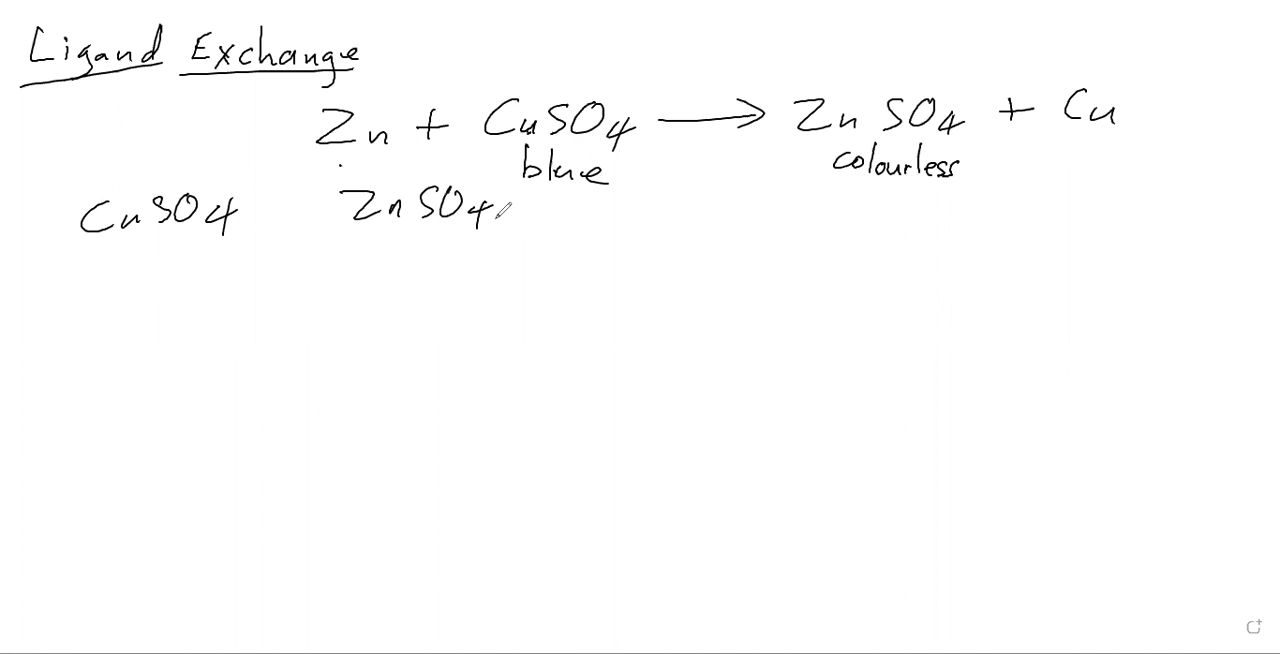 Ligand Exchange
Zn + CuSO4 → ZnSO4 + Cu
blue colourless
CuSO4 ZnSO4